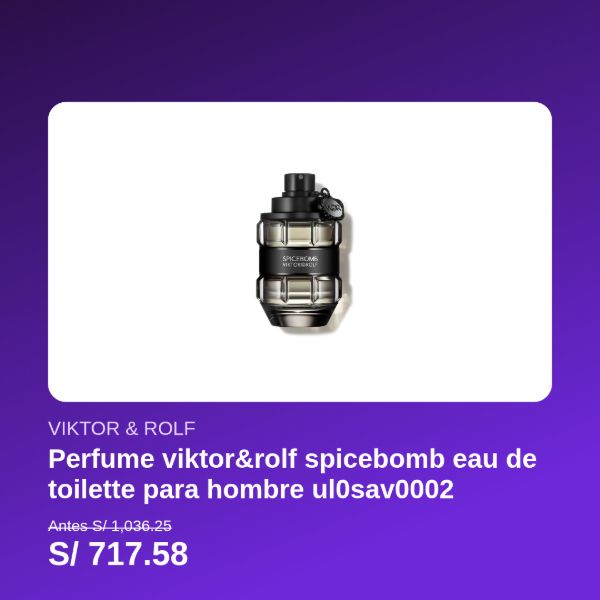 SPICEBOMB
VIKTOR&ROLF
VIKTOR & ROLF
Perfume viktor&rolf spicebomb eau de
toilette para hombre ul0sav0002
Antes S/ 1,036.25
S/ 717.58